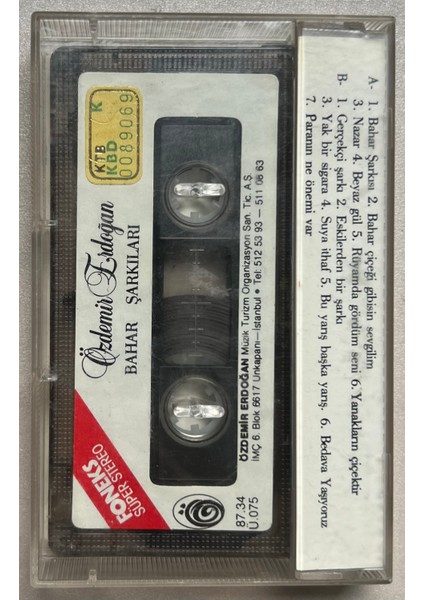 KTB K
KBD
0089069
Özdemir Erdoğan
BAHAR ŞARKILARI
FONEKS
SÜPER STEREO
ÖZDEMİR ERDOĞAN Müzik Turizm Organizasyon San. Tic. A.Ş.
İMÇ 6. Blok 6617 Unkapanı—İstanbul • Tel: 512 53 93 — 511 08 63
87.34
Ü.075
A- 1. Bahar Şarkısı 2. Bahar çiçeği gibisin sevgilim
3. Nazar 4. Beyaz gül 5. Rüyamda gördüm seni 6. Yanakların çiçektir
B- 1. Gerçekçi şarkı 2. Eskilerden bir şarkı
3. Yak bir sigara 4. Suya ithaf 5. Bu yarış başka yarış. 6. Bedava Yaşıyoruz
7. Paranın ne önemi var